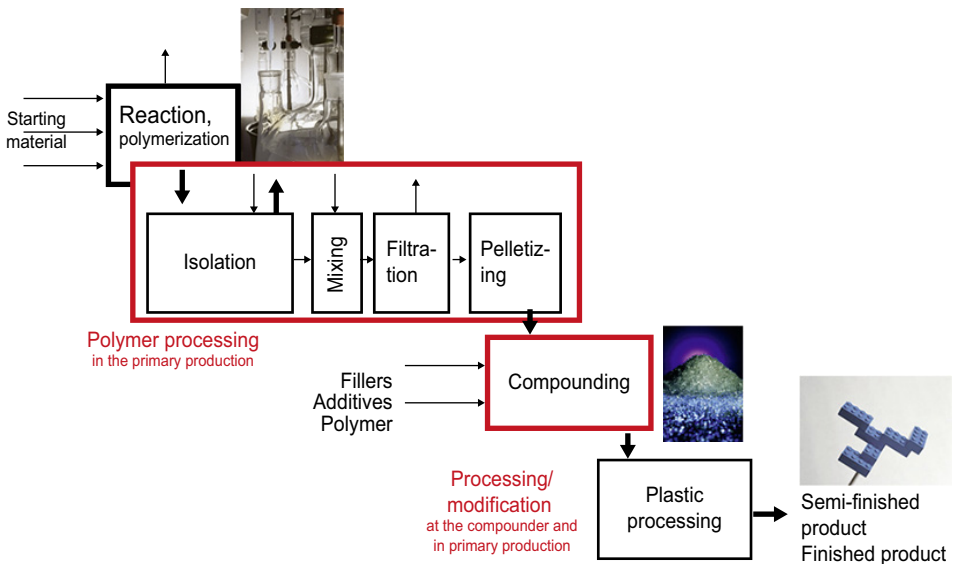 Starting
material
Reaction,
polymerization
Isolation
Mixing
Filtra-
tion
Pelletiz-
ing
Polymer processing
in the primary production
Fillers
Additives
Polymer
Compounding
Processing/
modification
at the compounder and
in primary production
Plastic
processing
Semi-finished
product
Finished product